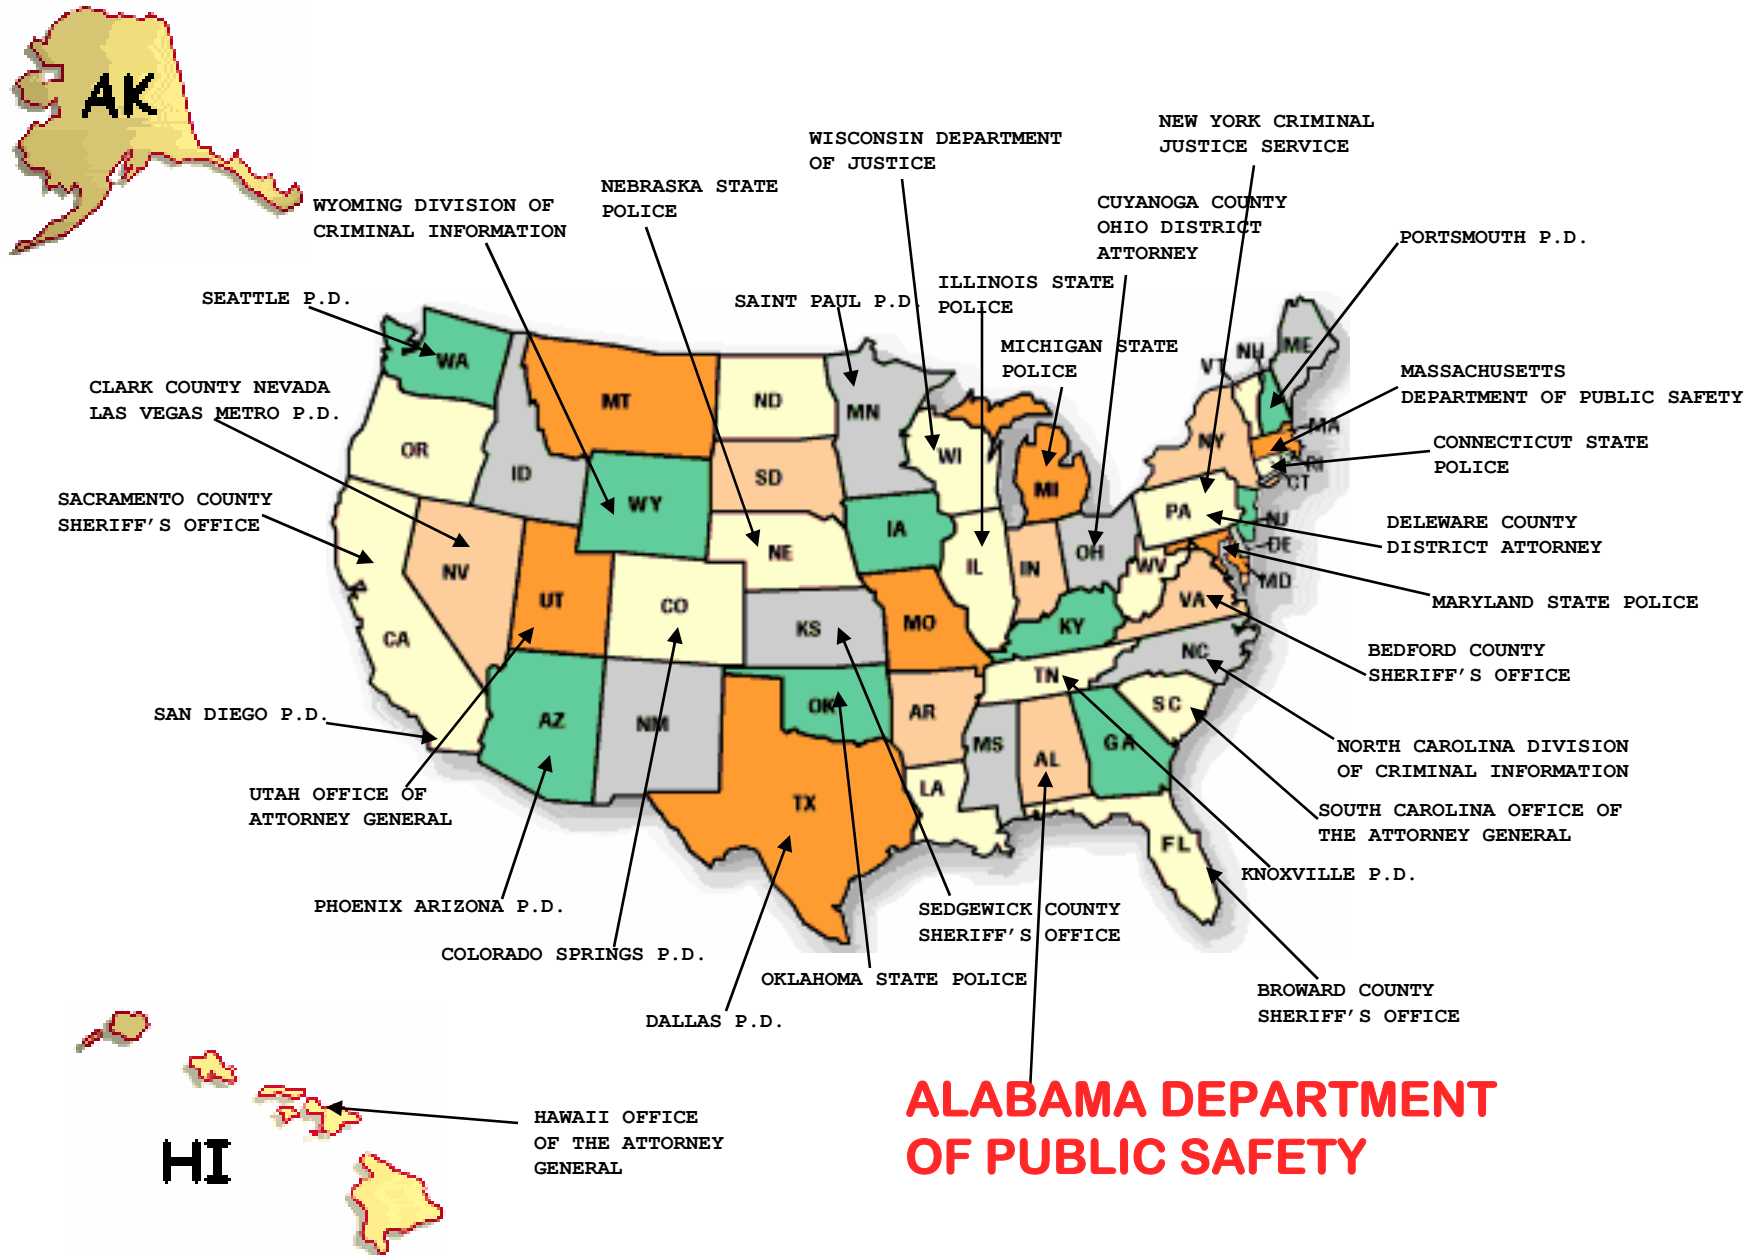 AK
NEW YORK CRIMINAL
JUSTICE SERVICE
WISCONSIN DEPARTMENT
OF JUSTICE
NEBRASKA STATE
POLICE
CUYANOGA COUNTY
OHIO DISTRICT
ATTORNEY
WYOMING DIVISION OF
CRIMINAL INFORMATION
PORTSMOUTH P.D.
ILLINOIS STATE
POLICE
SEATTLE P.D.
SAINT PAUL P.D.
MICHIGAN STATE
POLICE
MASSACHUSETTS
DEPARTMENT OF PUBLIC SAFETY
CLARK COUNTY NEVADA
LAS VEGAS METRO P.D.
CONNECTICUT STATE
POLICE
SACRAMENTO COUNTY
SHERIFF'S OFFICE
DELEWARE COUNTY
DISTRICT ATTORNEY
MARYLAND STATE POLICE
BEDFORD COUNTY
SHERIFF'S OFFICE
SAN DIEGO P.D.
NORTH CAROLINA DIVISION
OF CRIMINAL INFORMATION
UTAH OFFICE OF
ATTORNEY GENERAL
SOUTH CAROLINA OFFICE OF
THE ATTORNEY GENERAL
KNOXVILLE P.D.
PHOENIX ARIZONA P.D.
SEDGEWICK COUNTY
SHERIFF'S OFFICE
COLORADO SPRINGS P.D.
OKLAHOMA STATE POLICE
BROWARD COUNTY
SHERIFF'S OFFICE
DALLAS P.D.
ALABAMA DEPARTMENT
OF PUBLIC SAFETY
HAWAII OFFICE
OF THE ATTORNEY
GENERAL
HI
WA
MT
ND
MN
VT
NH
ME
OR
ID
SD
WI
NY
MA
WY
MI
RI
CT
IA
PA
NJ
NE
OH
DE
NV
UT
CO
IL
IN
WV
MD
CA
KS
MO
KY
VA
NC
TN
AZ
NM
OK
AR
SC
MS
AL
GA
TX
LA
FL